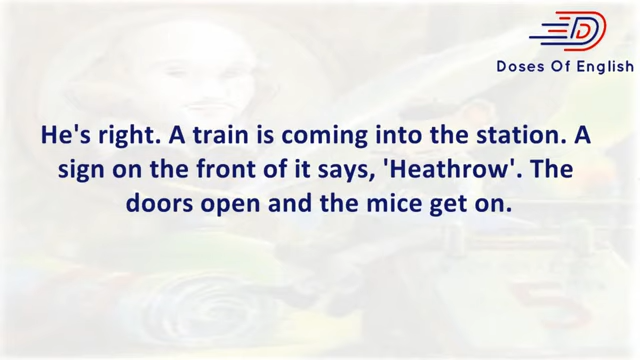 Doses Of English
He's right. A train is coming into the station. A
sign on the front of it says, 'Heathrow'. The
doors open and the mice get on.
5